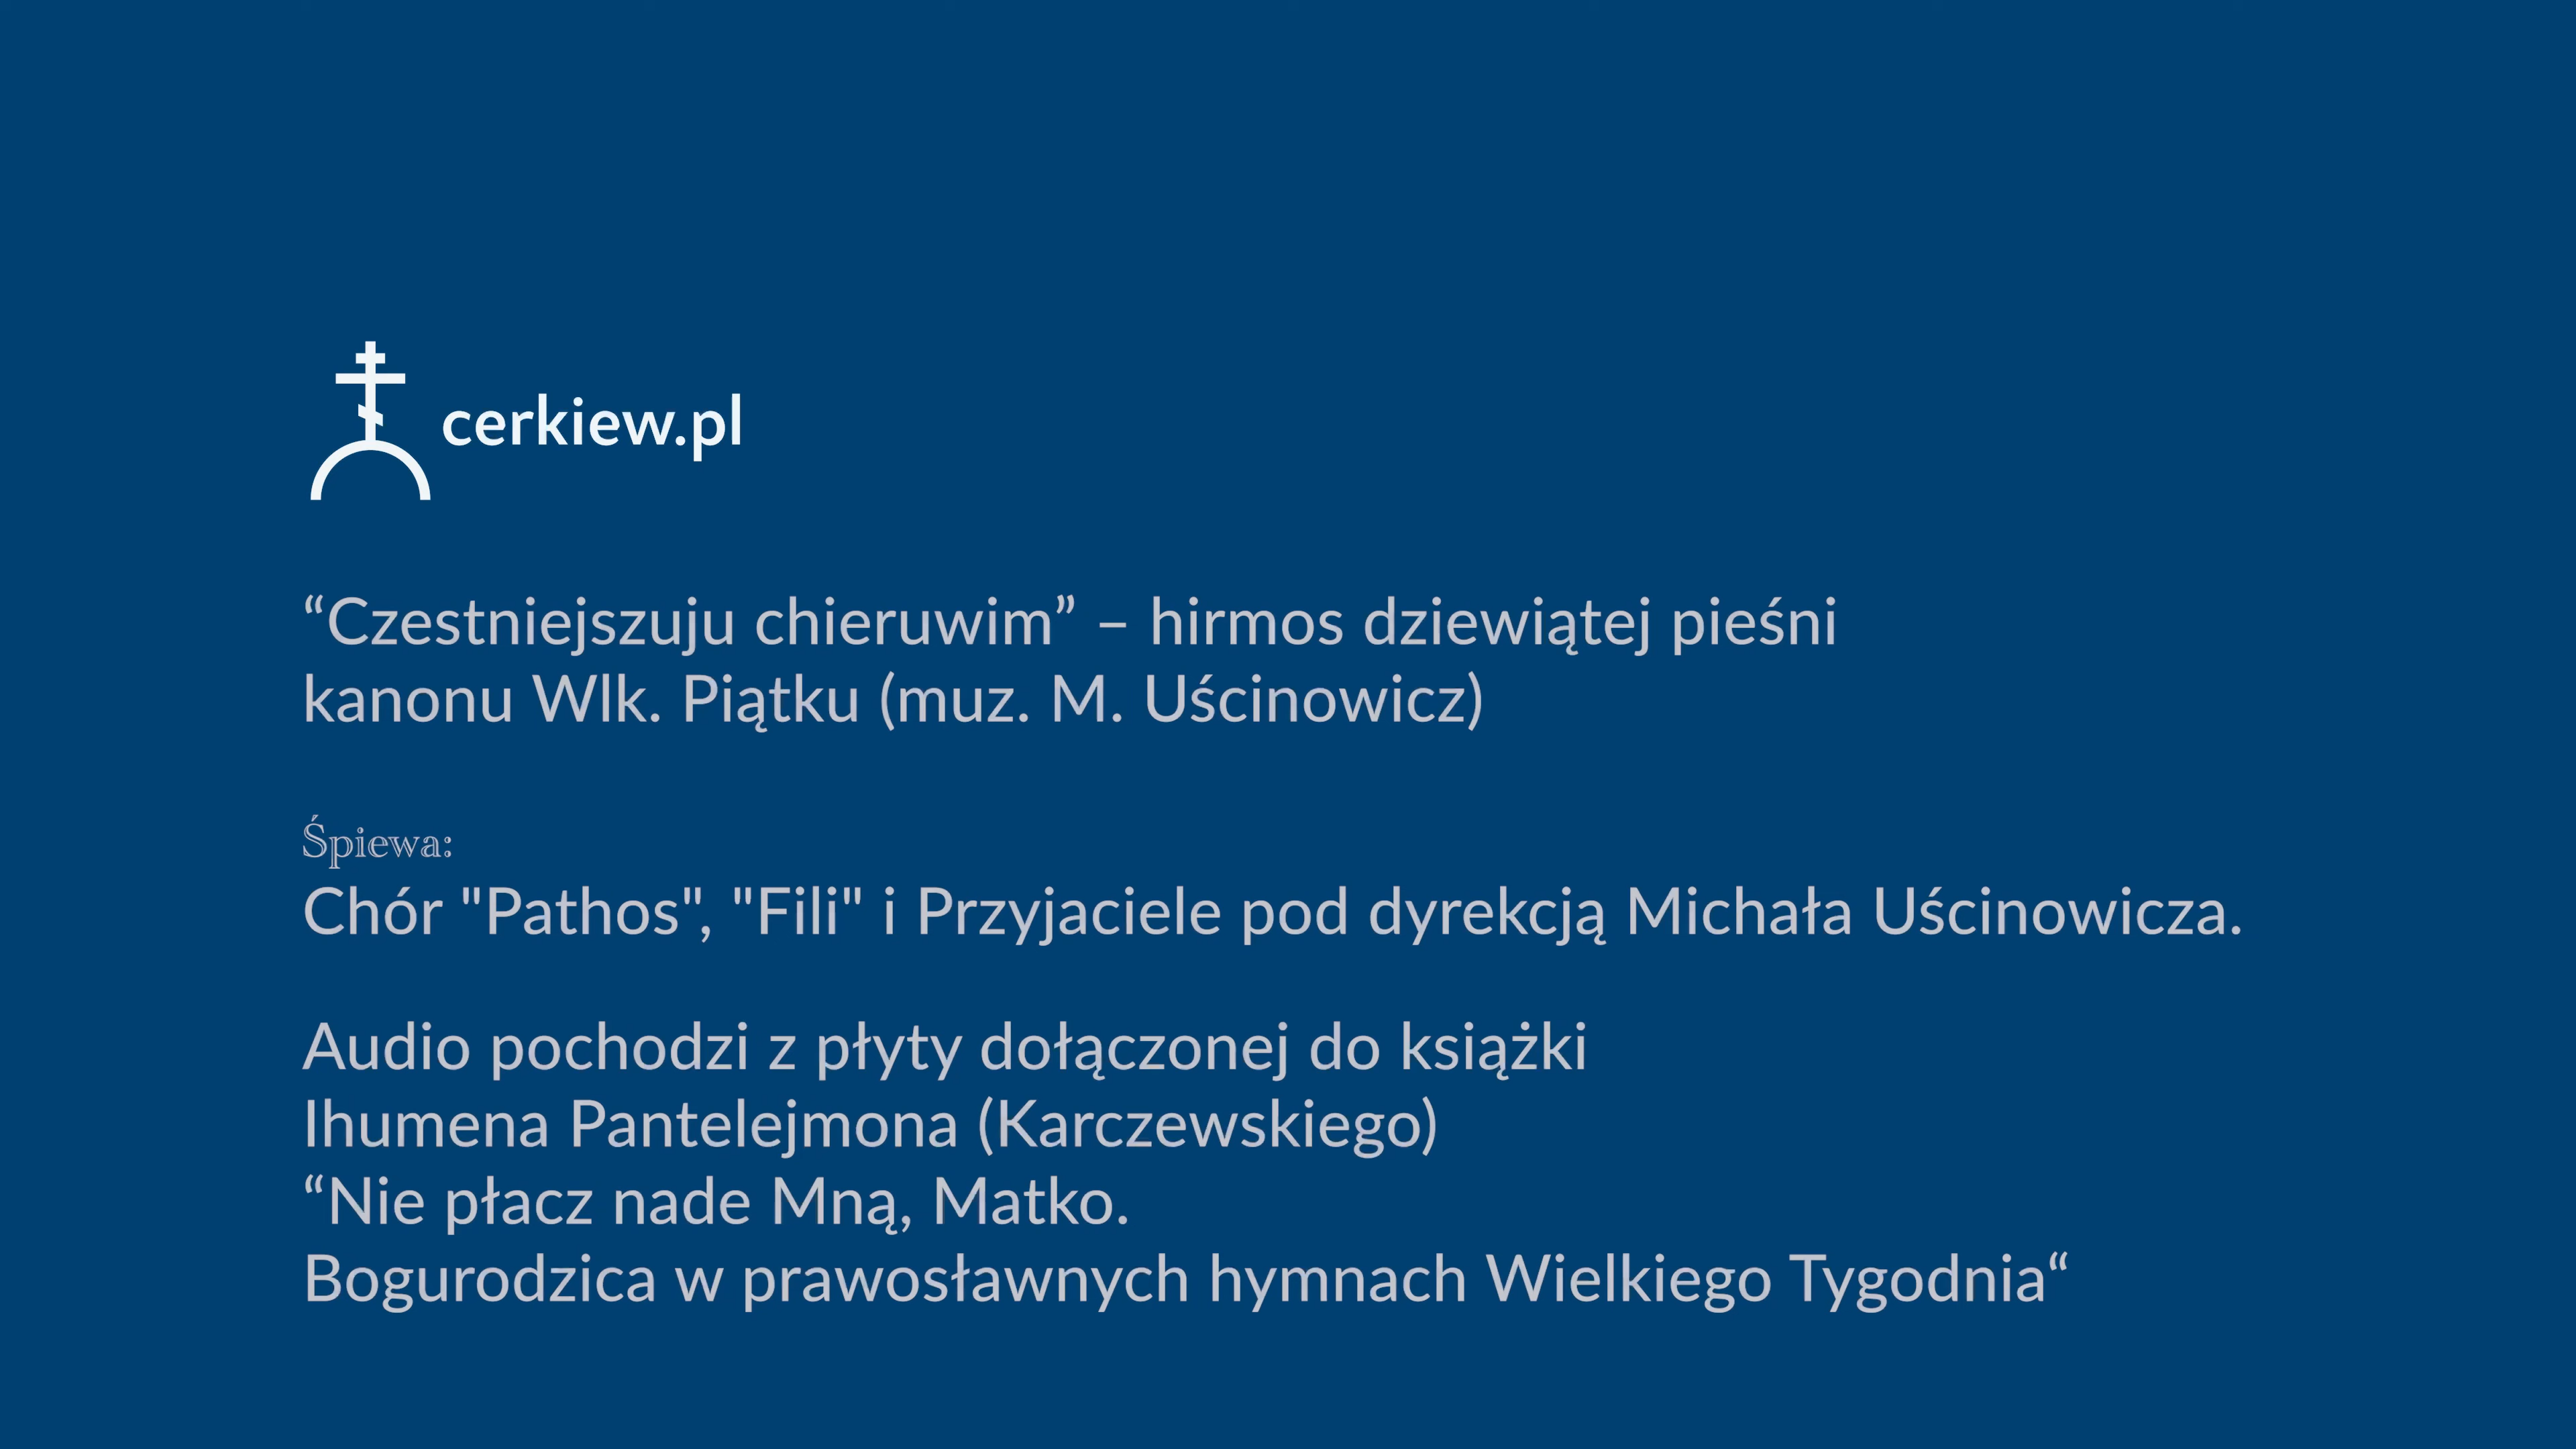 cerkiew.pl
“Czestniejszuju chieruwim” – hirmos dziewiątej pieśni
kanonu Wlk. Piątku (muz. M. Uścinowicz)
Śpiewa:
Chór "Pathos", "Fili" i Przyjaciele pod dyrekcją Michała Uścinowicza.
Audio pochodzi z płyty dołączonej do książki
Ihumena Pantelejmona (Karczewskiego)
“Nie płacz nade Mną, Matko.
Bogurodzica w prawosławnych hymnach Wielkiego Tygodnia“